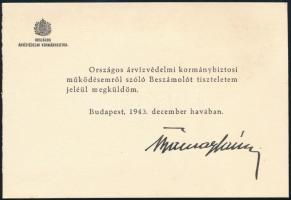 ORSZÁGOS
ÁRVÍZVÉDELMI KORMÁNYBIZTOS
Országos árvízvédelmi kormánybiztosi
működésemről szóló Beszámolót tiszteletem
jeléül megküldöm.
Budapest, 1943. december havában.